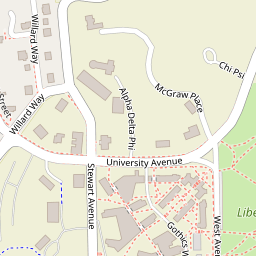 Willard Way
Chi Psi
McGraw Place
Alpha Delta Phi
Street
Willard Way
University Avenue
Stewart Avenue
Gothics W
West Aven
Libe